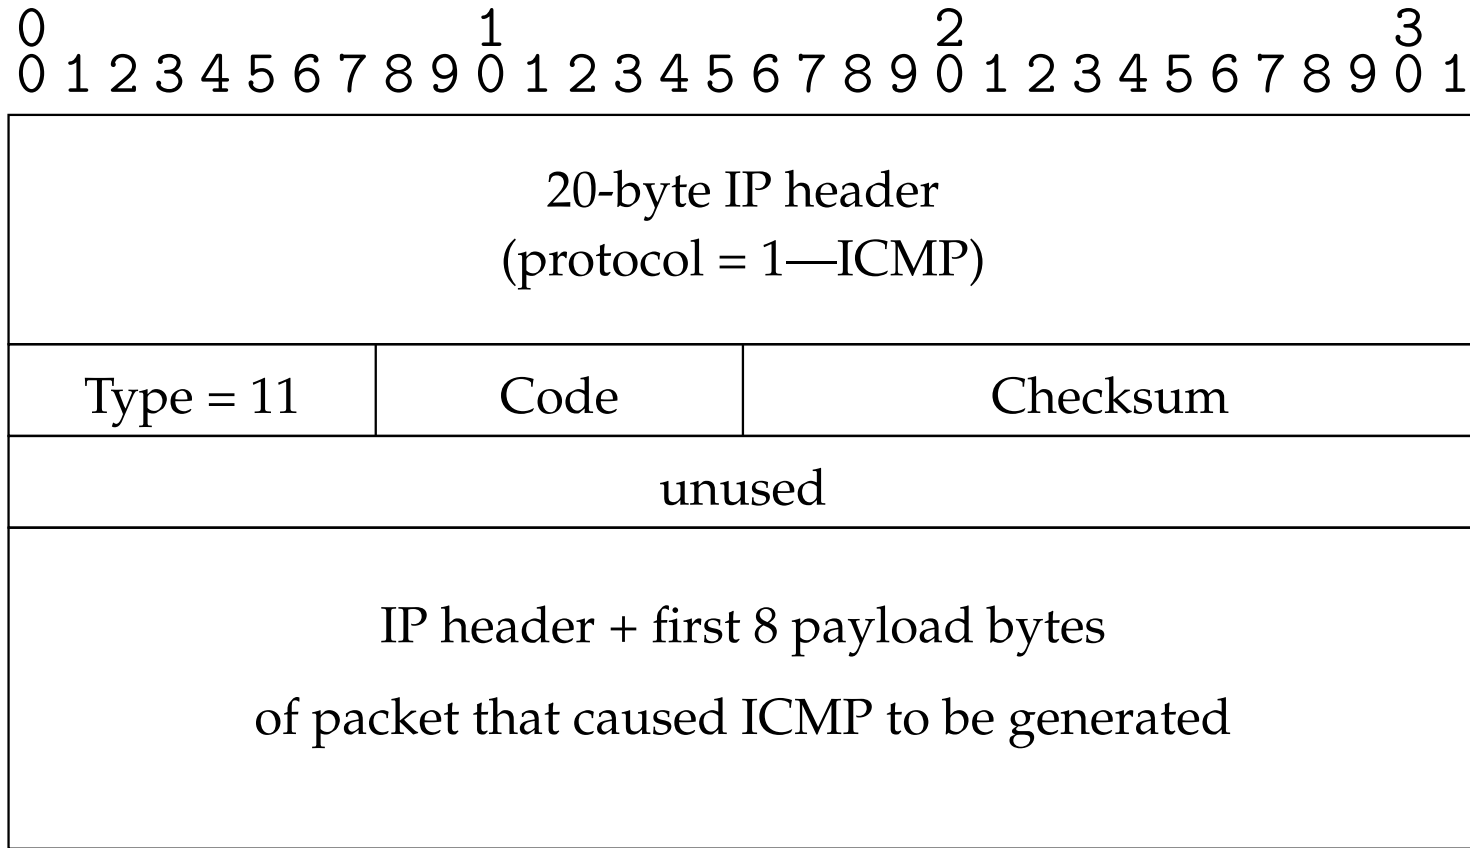 0 1 2 3
0 1 2 3 4 5 6 7 8 9 0 1 2 3 4 5 6 7 8 9 0 1 2 3 4 5 6 7 8 9 0 1
20-byte IP header
(protocol = 1—ICMP)
Type = 11 Code Checksum
unused
IP header + first 8 payload bytes
of packet that caused ICMP to be generated